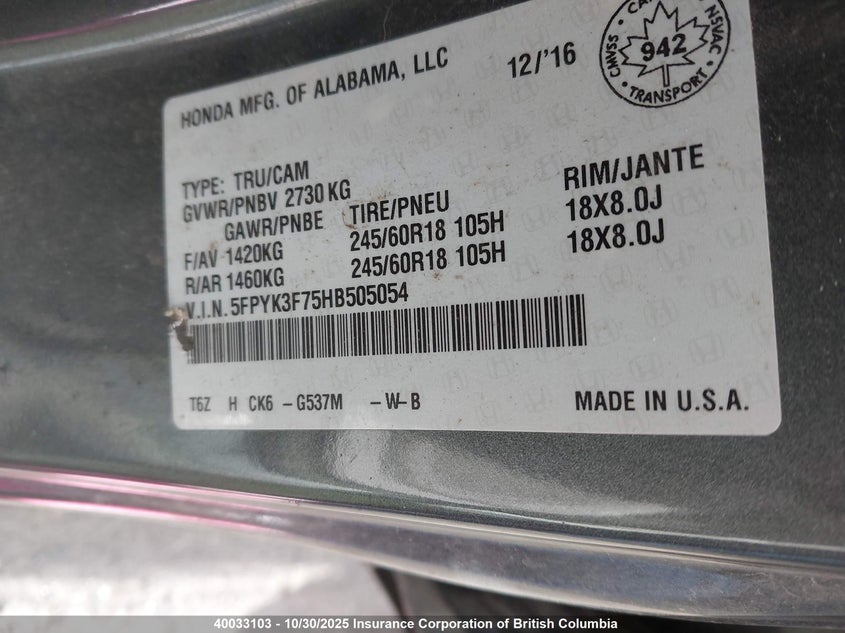 HONDA MFG. OF ALABAMA, LLC 12/'16
CMVSS NSVAC
942
TRANSPORT
TYPE: TRU/CAM
GVWR/PNBV 2730 KG
GAWR/PNBE TIRE/PNEU RIM/JANTE
F/AV 1420KG 245/60R18 105H 18X8.0J
R/AR 1460KG 245/60R18 105H 18X8.0J
V.I.N. 5FPYK3F75HB505054
T6Z H CK6 – G537M – W– B MADE IN U.S.A.
40033103 - 10/30/2025 Insurance Corporation of British Columbia